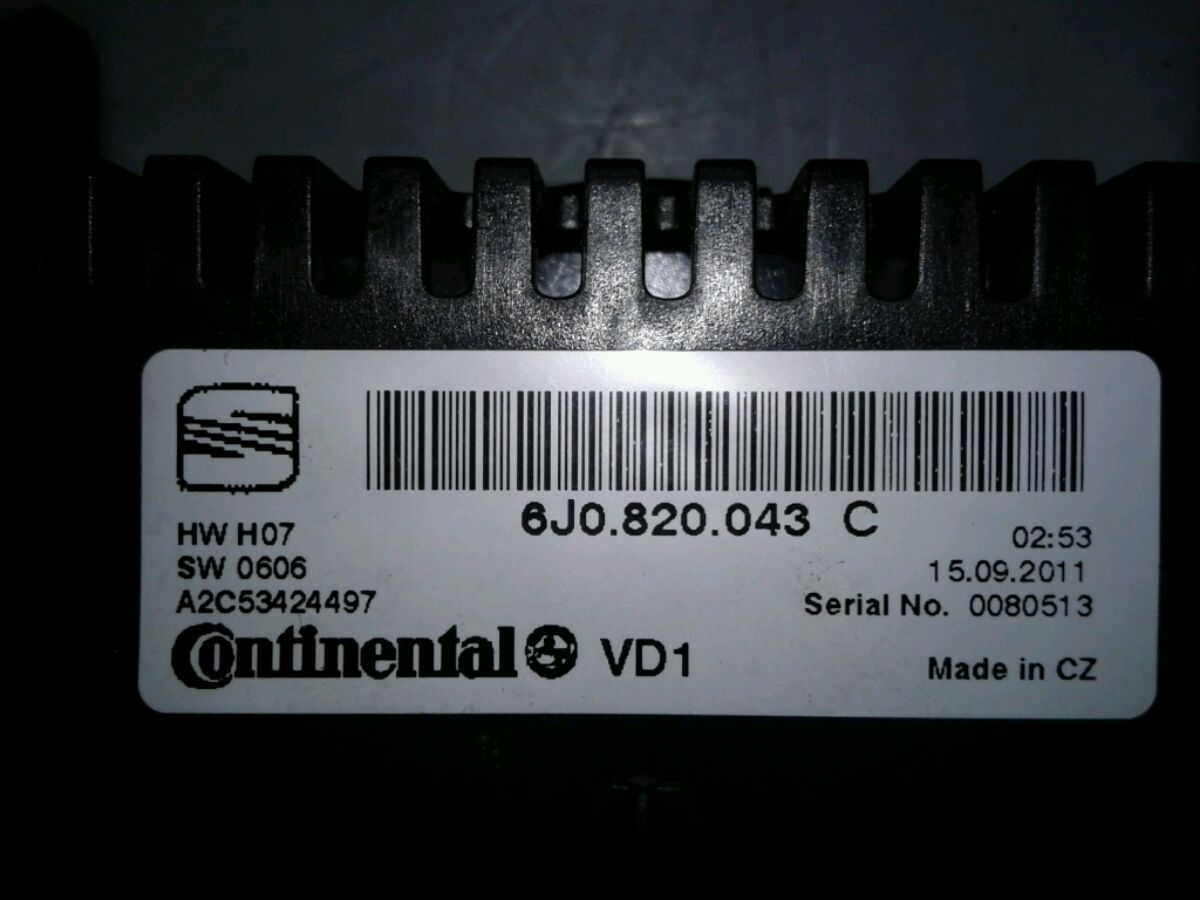 6J0.820.043 C
HW H07
02:53
SW 0606
15.09.2011
A2C53424497
Serial No. 0080513
Continental VD1
Made in CZ